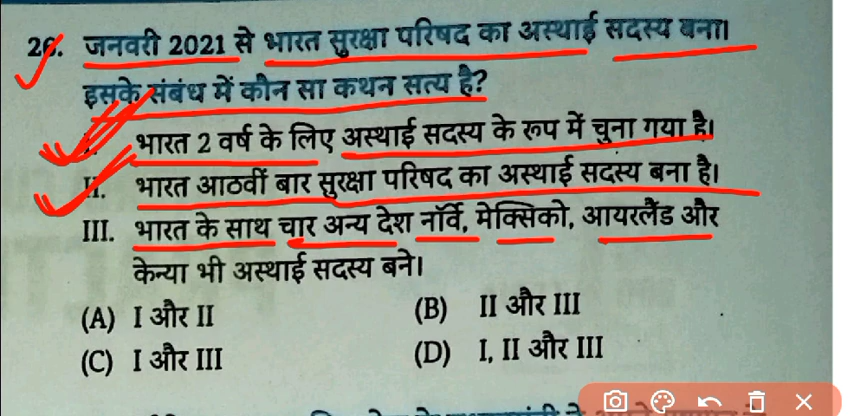 26. जनवरी 2021 से भारत सुरक्षा परिषद का अस्थाई सदस्य बना।
इसके संबंध में कौन सा कथन सत्य है?
I. भारत 2 वर्ष के लिए अस्थाई सदस्य के रूप में चुना गया है।
II. भारत आठवीं बार सुरक्षा परिषद का अस्थाई सदस्य बना है।
III. भारत के साथ चार अन्य देश नॉर्वे, मेक्सिको, आयरलैंड और
केन्या भी अस्थाई सदस्य बने।
(A) I और II (B) II और III
(C) I और III (D) I, II और III